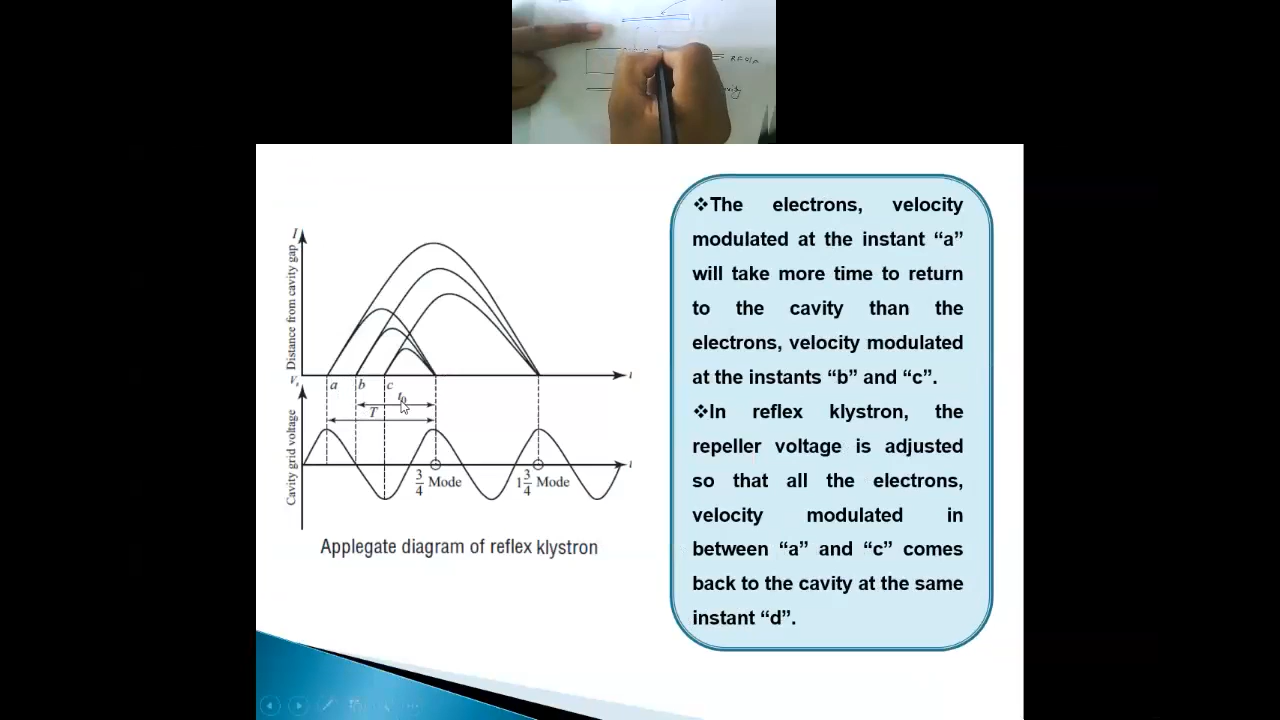 I
Distance from cavity gap
a
b
c
t
t₀
T
Cavity grid voltage
t
3/4 Mode
1 3/4 Mode
Applegate diagram of reflex klystron
❖The electrons, velocity
modulated at the instant “a”
will take more time to return
to the cavity than the
electrons, velocity modulated
at the instants “b” and “c”.
❖In reflex klystron, the
repeller voltage is adjusted
so that all the electrons,
velocity modulated in
between “a” and “c” comes
back to the cavity at the same
instant “d”.